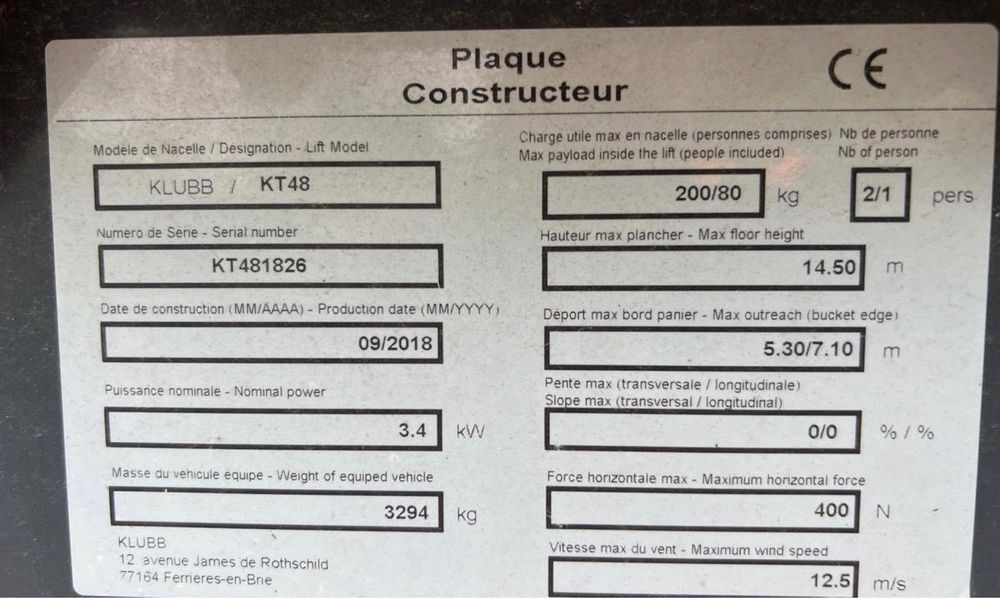 Plaque
Constructeur
CE
Modèle de Nacelle / Désignation - Lift Model
KLUBB / KT48
Numero de Serie - Serial number
KT481826
Date de construction (MM/AAAA) - Production date (MM/YYYY)
09/2018
Puissance nominale - Nominal power
3.4 kW
Masse du vehicule equipe - Weight of equiped vehicle
3294 kg
KLUBB
12. avenue James de Rothschild
77164 Ferrieres-en-Brie
Charge utile max en nacelle (personnes comprises) Nb de personne
Max payload inside the lift (people included) Nb of person
200/80 kg 2/1 pers
Hauteur max plancher - Max floor height
14.50 m
Déport max bord panier - Max outreach (bucket edge)
5.30/7.10 m
Pente max (transversale / longitudinale)
Slope max (transversal / longitudinal)
0/0 % / %
Force horizontale max - Maximum horizontal force
400 N
Vitesse max du vent - Maximum wind speed
12.5 m/s